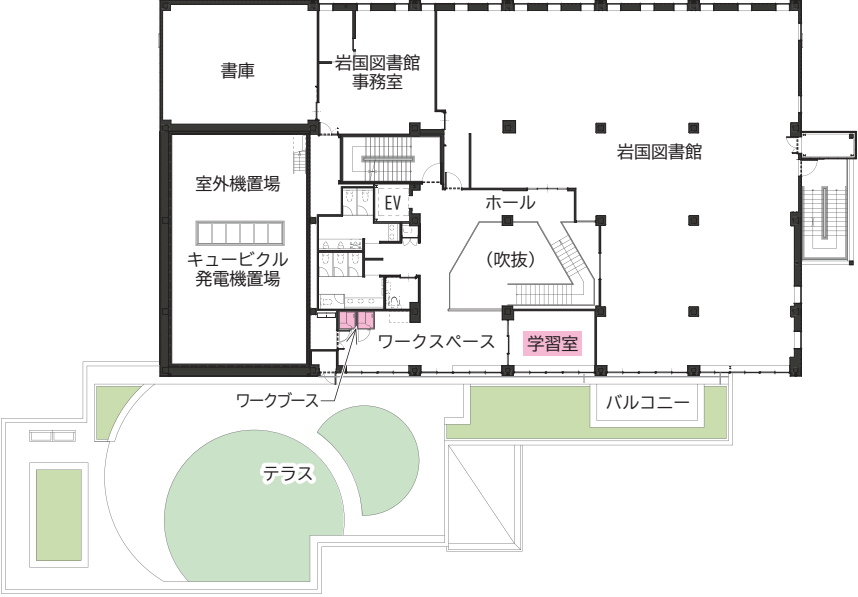 書庫
岩国図書館
事務室
岩国図書館
室外機置場
EV
ホール
キュービクル
発電機置場
（吹抜）
ワークスペース
学習室
ワークブース
バルコニー
テラス